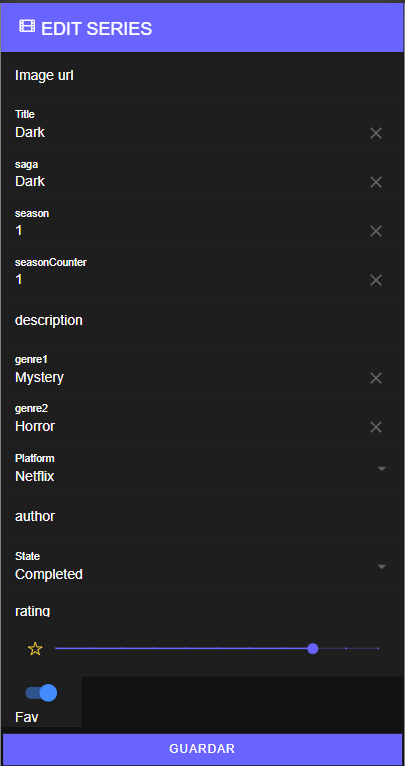 EDIT SERIES
Image url
Title
Dark
saga
Dark
season
1
seasonCounter
1
description
genre1
Mystery
genre2
Horror
Platform
Netflix
author
State
Completed
rating
Fav
GUARDAR